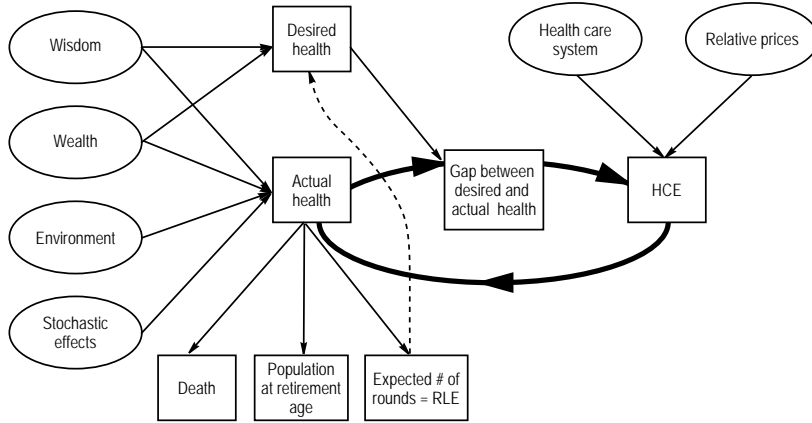 Wisdom
Desired
health
Health care
system
Relative prices
Wealth
Actual
health
Gap between
desired and
actual health
HCE
Environment
Stochastic
effects
Death
Population
at retirement
age
Expected # of
rounds = RLE